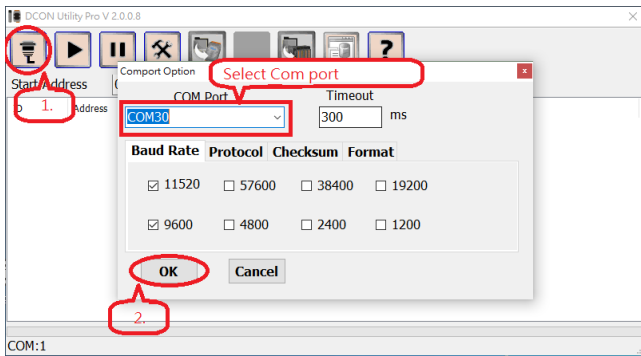 DCON Utility Pro V 2.0.0.8
?
Start Address
Comport Option
Select Com port
x
1.
Address
COM Port
Timeout
COM30
300
ms
Baud Rate Protocol Checksum Format
11520 57600 38400 19200
9600 4800 2400 1200
OK Cancel
2.
COM:1